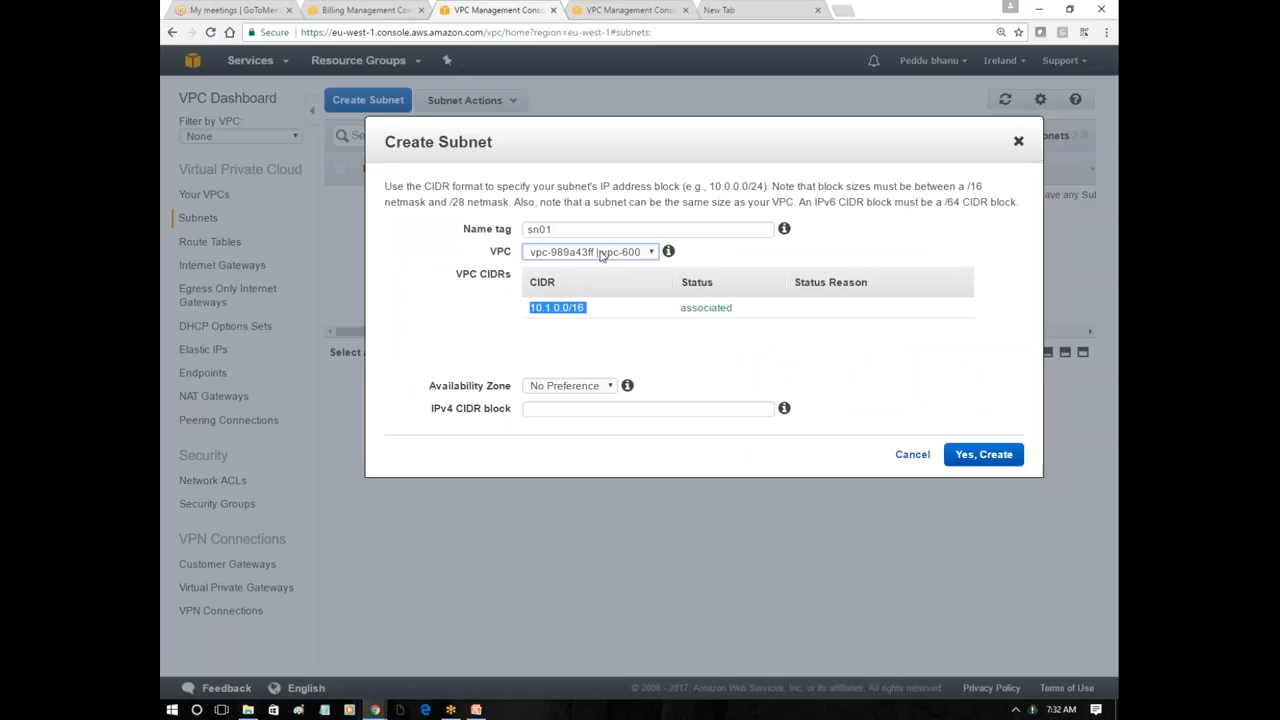 My meetings | GoToMee
Billing Management Con
VPC Management Conso
VPC Management Conso
New Tab
Secure
https://eu-west-1.console.aws.amazon.com/vpc/home?region=eu-west-1#subnets:
Services
Resource Groups
Peddu bhanu
Ireland
Support
VPC Dashboard
Filter by VPC:
None
Virtual Private Cloud
Your VPCs
Subnets
Route Tables
Internet Gateways
Egress Only Internet
Gateways
DHCP Options Sets
Elastic IPs
Endpoints
NAT Gateways
Peering Connections
Security
Network ACLs
Security Groups
VPN Connections
Customer Gateways
Virtual Private Gateways
VPN Connections
Create Subnet
Subnet Actions
Create Subnet
Use the CIDR format to specify your subnet's IP address block (e.g., 10.0.0.0/24). Note that block sizes must be between a /16
netmask and /28 netmask. Also, note that a subnet can be the same size as your VPC. An IPv6 CIDR block must be a /64 CIDR block.
Name tag
sn01
VPC
vpc-989a43ff | vpc-600
VPC CIDRs
CIDR Status Status Reason
10.1.0.0/16 associated
Availability Zone
No Preference
IPv4 CIDR block
Cancel
Yes, Create
Feedback
English
© 2006 - 2017, Amazon Web Services, Inc. or its affiliates. All rights reserved.
Privacy Policy
Terms of Use
7:32 AM